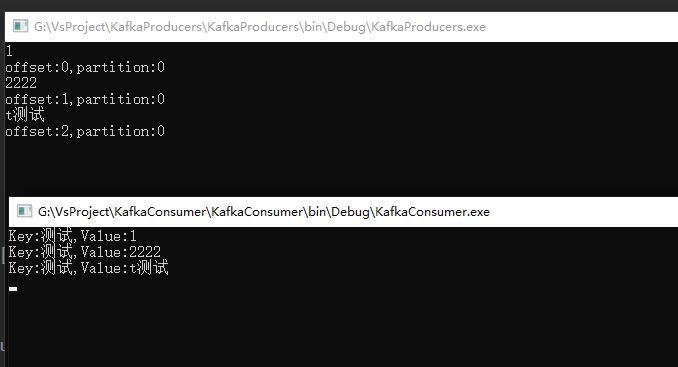 G:\VsProject\KafkaProducers\KafkaProducers\bin\Debug\KafkaProducers.exe
1
offset:0,partition:0
2222
offset:1,partition:0
t测试
offset:2,partition:0
G:\VsProject\KafkaConsumer\KafkaConsumer\bin\Debug\KafkaConsumer.exe
Key:测试,Value:1
Key:测试,Value:2222
Key:测试,Value:t测试